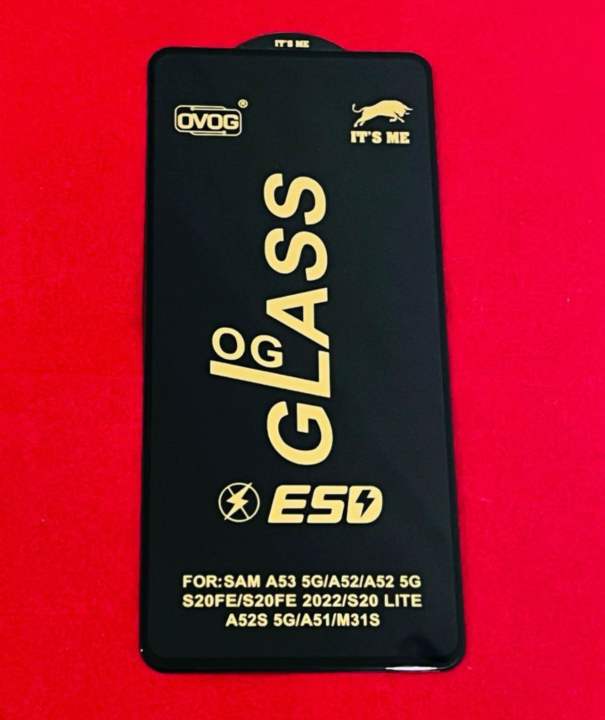 IT'S ME
OVOG®
IT'S ME
OG
GLASS
ESD
FOR:SAM A53 5G/A52/A52 5G
S20FE/S20FE 2022/S20 LITE
A52S 5G/A51/M31S